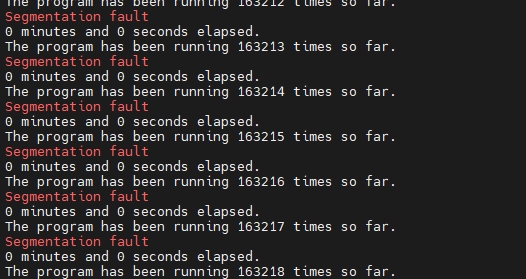 The program has been running 163212 times so far.
Segmentation fault
0 minutes and 0 seconds elapsed.
The program has been running 163213 times so far.
Segmentation fault
0 minutes and 0 seconds elapsed.
The program has been running 163214 times so far.
Segmentation fault
0 minutes and 0 seconds elapsed.
The program has been running 163215 times so far.
Segmentation fault
0 minutes and 0 seconds elapsed.
The program has been running 163216 times so far.
Segmentation fault
0 minutes and 0 seconds elapsed.
The program has been running 163217 times so far.
Segmentation fault
0 minutes and 0 seconds elapsed.
The program has been running 163218 times so far.